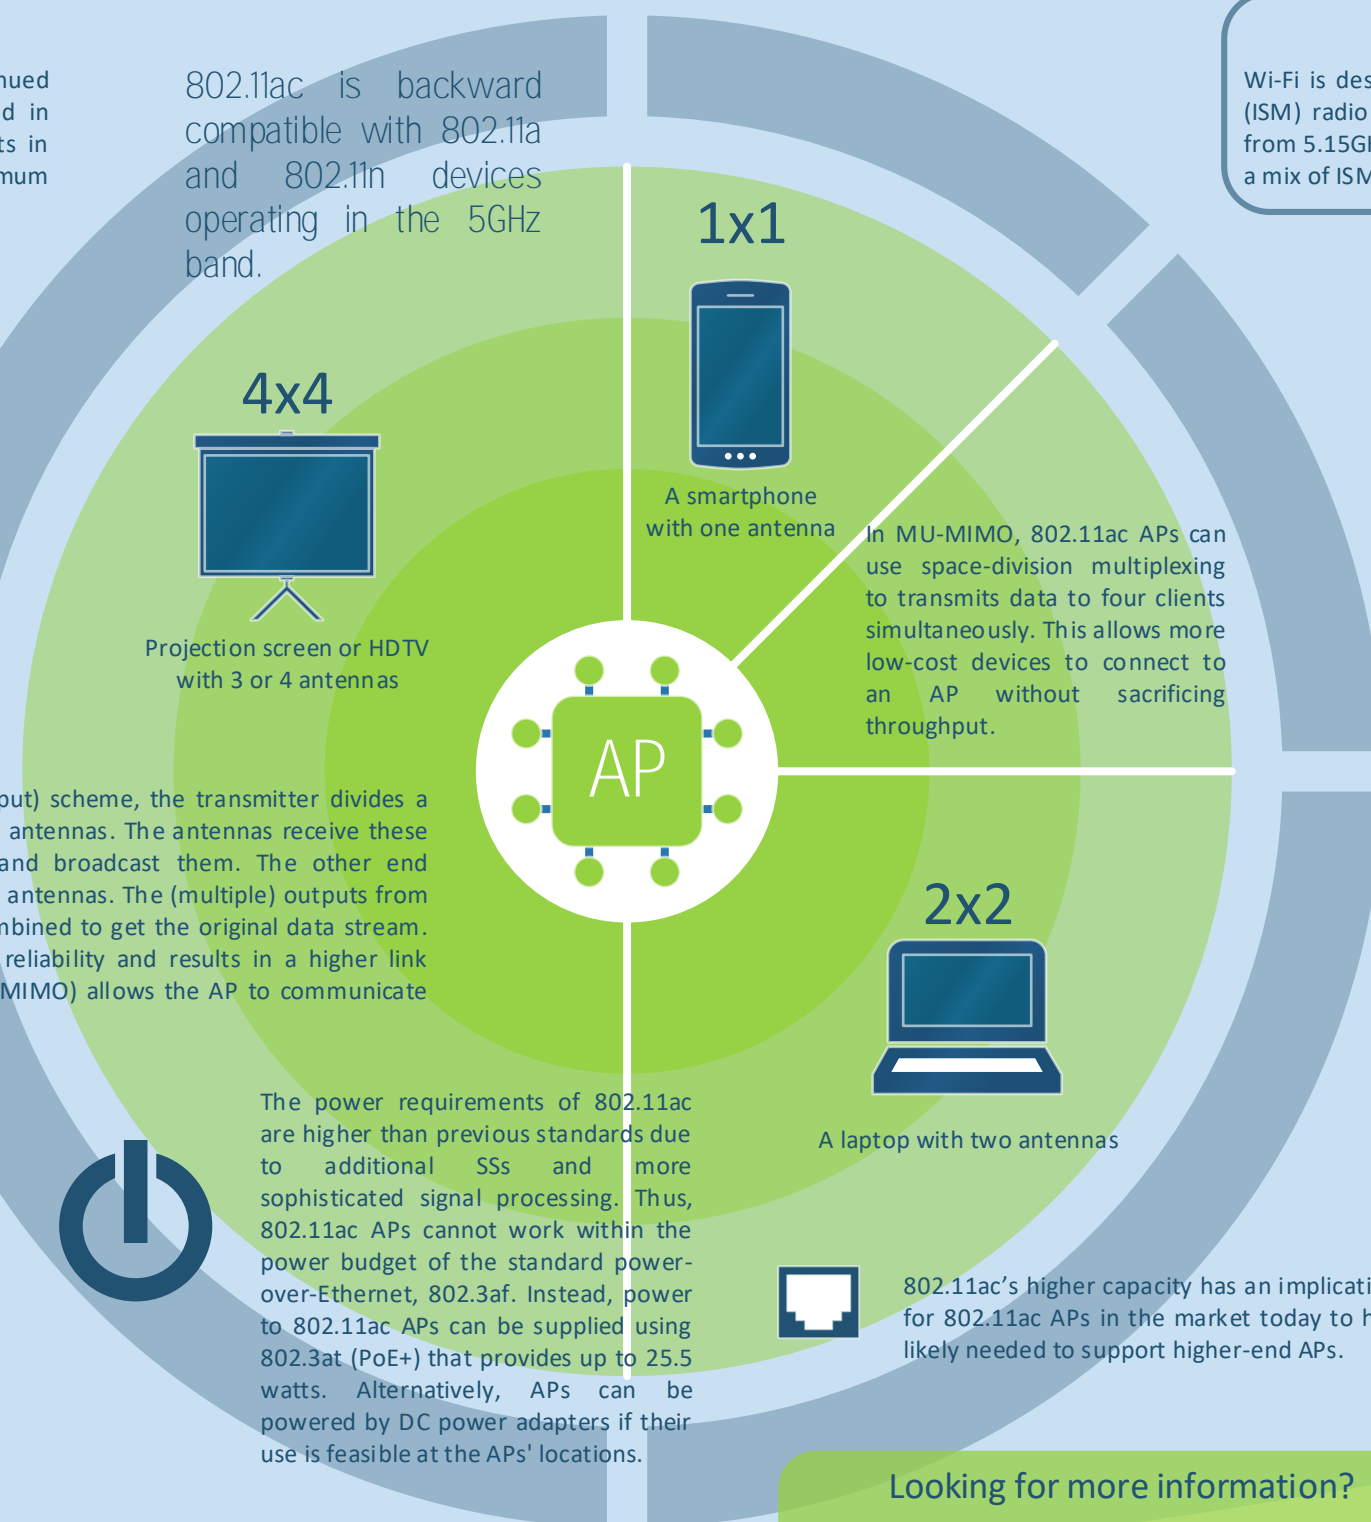 802.11ac is backward
compatible with 802.11a
and 802.11n devices
operating in the 5GHz
band.
d in
ts in
Wi-Fi is
(ISM) radio
from
a mix of
1x1
A smartphone
with one antenna
4x4
Projection screen or HDTV
with 3 or 4 antennas
In MU-MIMO, 802.11ac APs can
use space-division multiplexing
to transmits data to four clients
simultaneously. This allows more
low-cost devices to connect to
an AP without sacrificing
throughput.
AP
put) scheme, the transmitter divides a
antennas. The antennas receive these
and broadcast them. The other end
antennas. The (multiple) outputs from
mbined to get the original data stream.
reliability and results in a higher link
MIMO) allows the AP to communicate
2x2
A laptop with two antennas
The power requirements of 802.11ac
are higher than previous standards due
to additional SSs and more
sophisticated signal processing. Thus,
802.11ac APs cannot work within the
power budget of the standard power-
over-Ethernet, 802.3af. Instead, power
to 802.11ac APs can be supplied using
802.3at (PoE+) that provides up to 25.5
watts. Alternatively, APs can be
powered by DC power adapters if their
use is feasible at the APs' locations.
802.11ac's higher capacity has an
for 802.11ac APs in the market today to
likely needed to support higher-end APs.
Looking for more information?